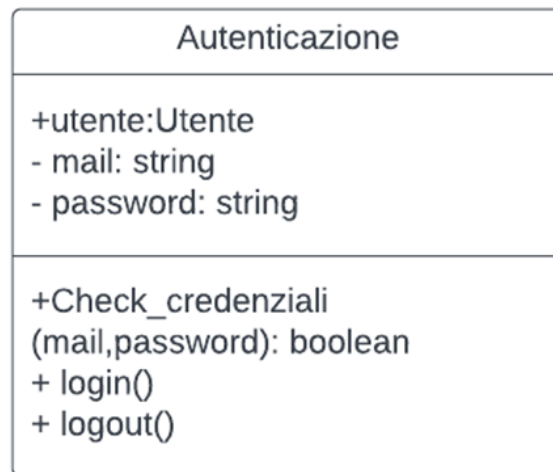 Autenticazione
+utente:Utente
- mail: string
- password: string
+Check_credenziali
(mail,password): boolean
+ login()
+ logout()